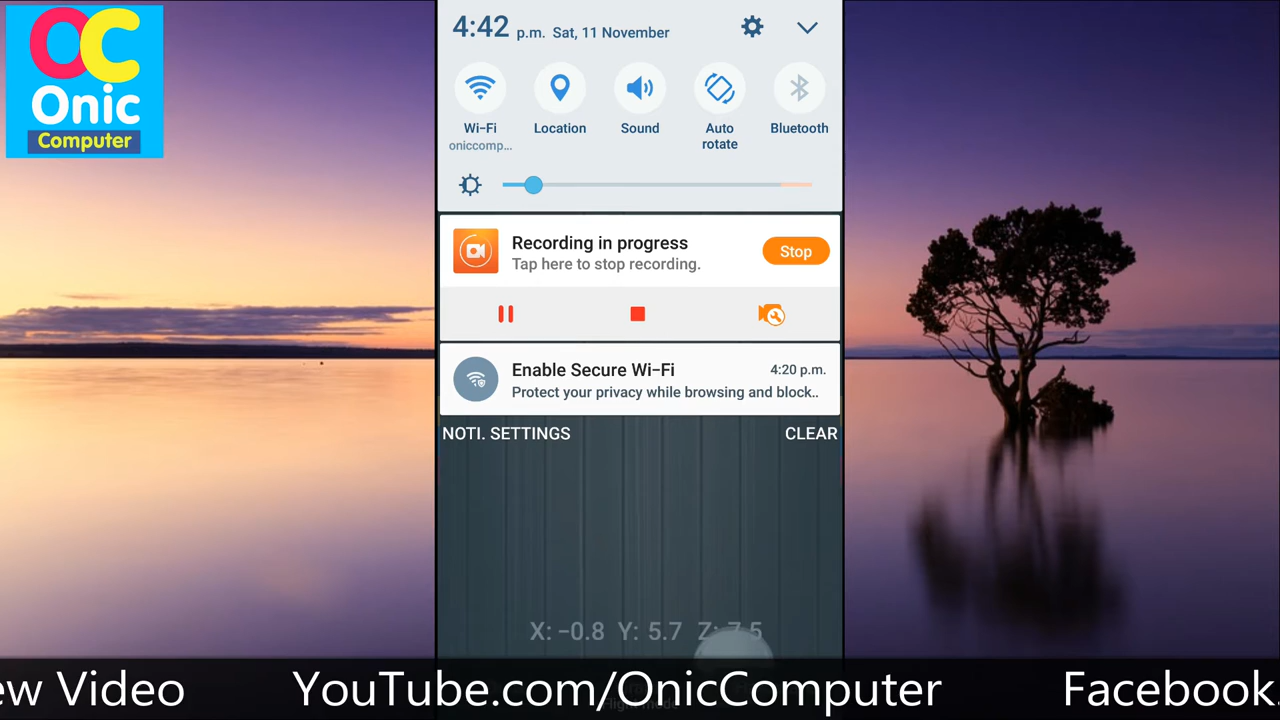 OC
Onic
Computer
4:42 p.m. Sat, 11 November
Wi-Fi
oniccomp...
Location
Sound
Auto
rotate
Bluetooth
Recording in progress
Tap here to stop recording.
Stop
Enable Secure Wi-Fi
4:20 p.m.
Protect your privacy while browsing and block..
NOTI. SETTINGS
CLEAR
X: -0.8 Y: 5.7 Z: 7.5
ew Video YouTube.com/OnicComputer Facebook.